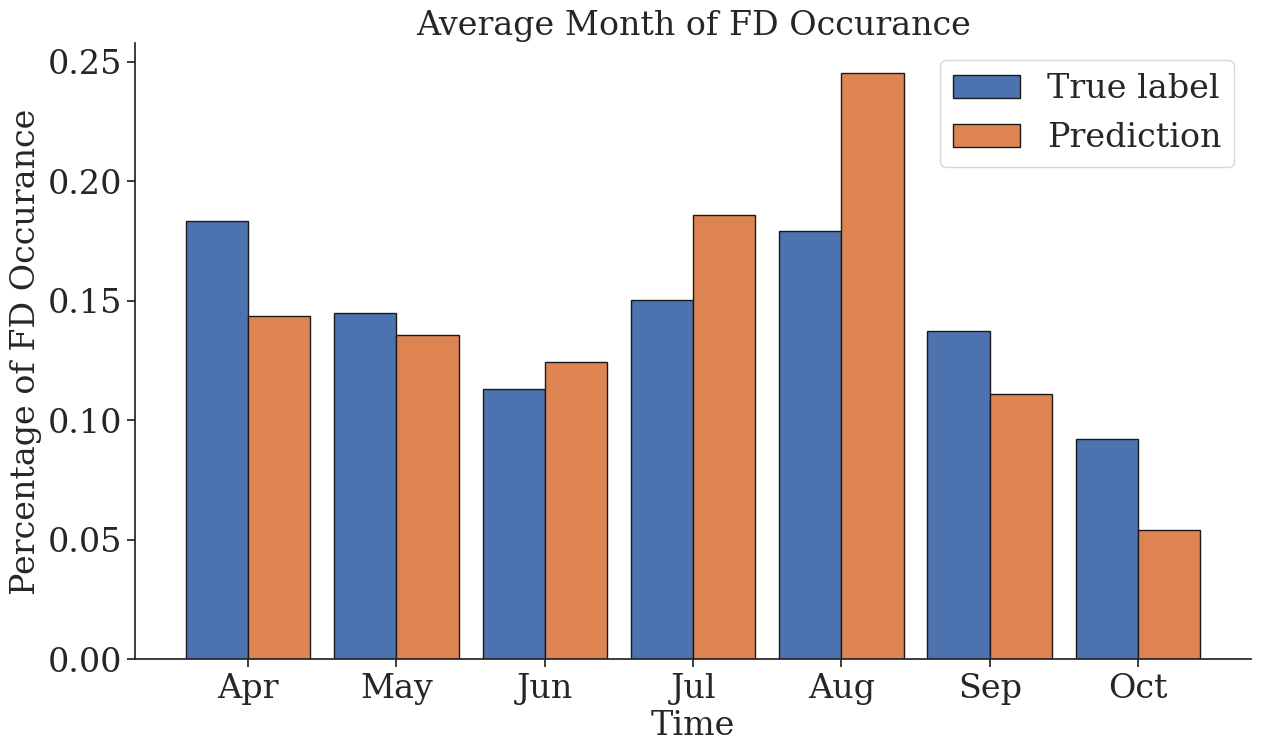 Average Month of FD Occurance
Percentage of FD Occurance
0.25
0.20
0.15
0.10
0.05
0.00
True label
Prediction
Apr May Jun Jul Aug Sep Oct
Time